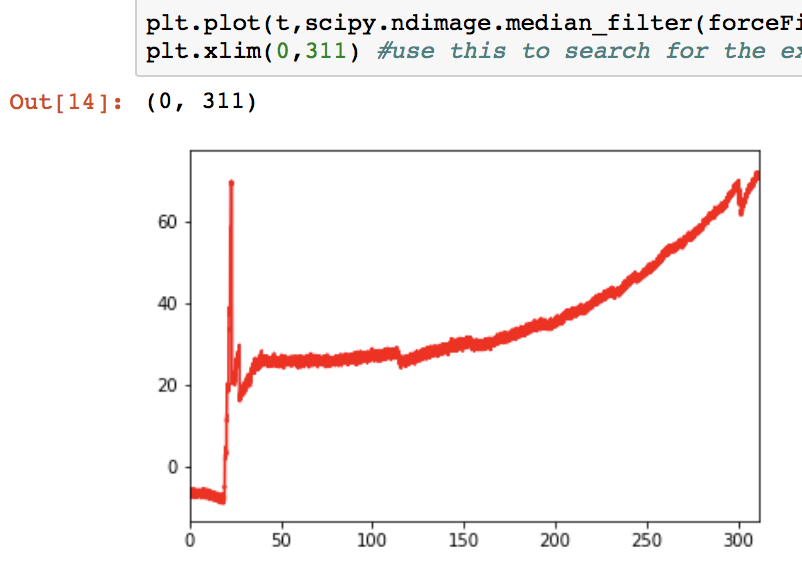 plt.plot(t,scipy.ndimage.median_filter(forceFi
plt.xlim(0,311) #use this to search for the ex
Out[14]: (0, 311)
60
40
20
0
0 50 100 150 200 250 300